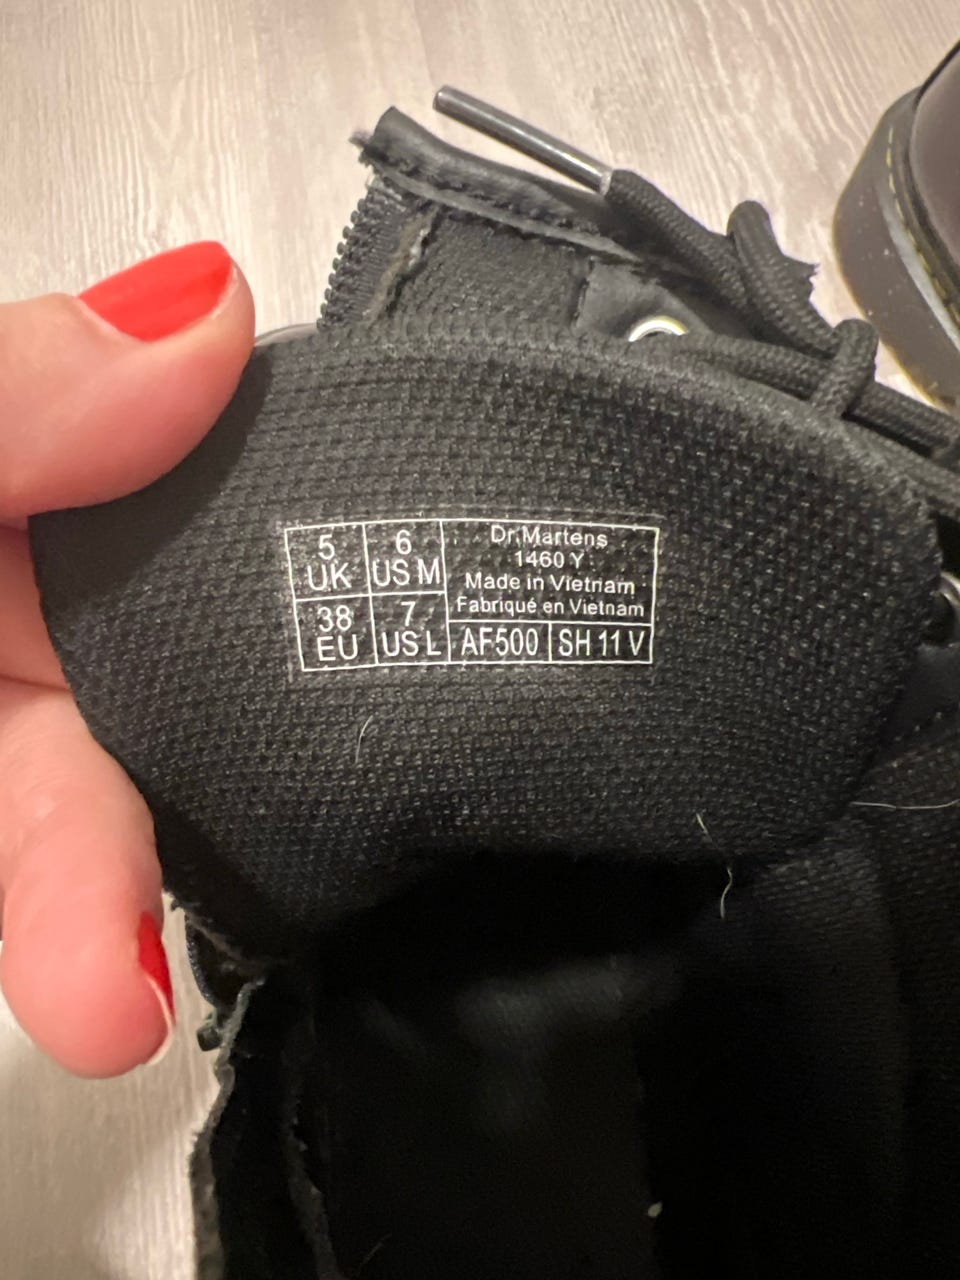 5
UK
6
US M
38
EU
7
US L
Dr.Martens
1460 Y
Made in Vietnam
Fabriqué en Vietnam
AF500
SH 11 V